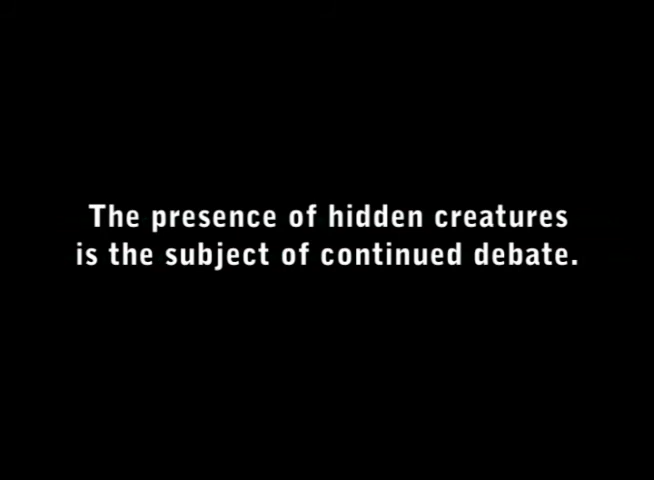 The presence of hidden creatures
is the subject of continued debate.